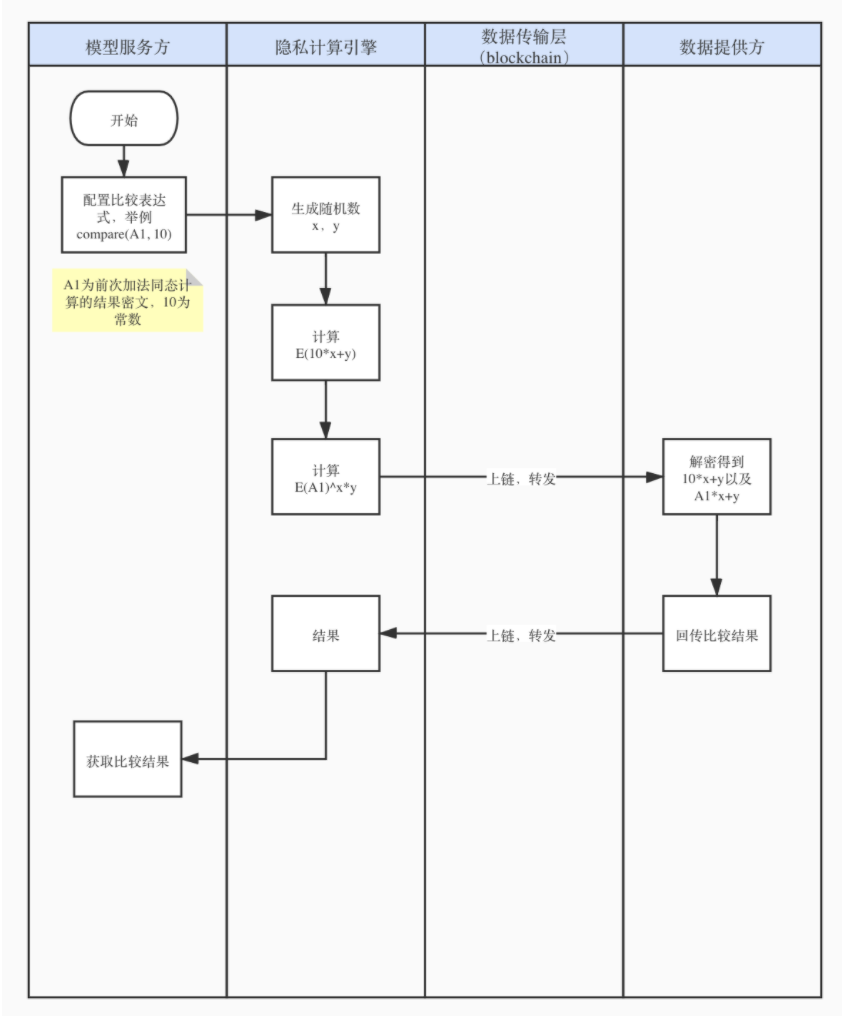 模型服务方
隐私计算引擎
数据传输层
（blockchain）
数据提供方
开始
配置比较表达
式，举例
compare(A1, 10)
生成随机数
x，y
A1为前次加法同态计
算的结果密文，10为
常数
计算
E(10*x+y)
计算
E(A1)^x*y
上链，转发
解密得到
10*x+y以及
A1*x+y
结果
上链，转发
回传比较结果
获取比较结果